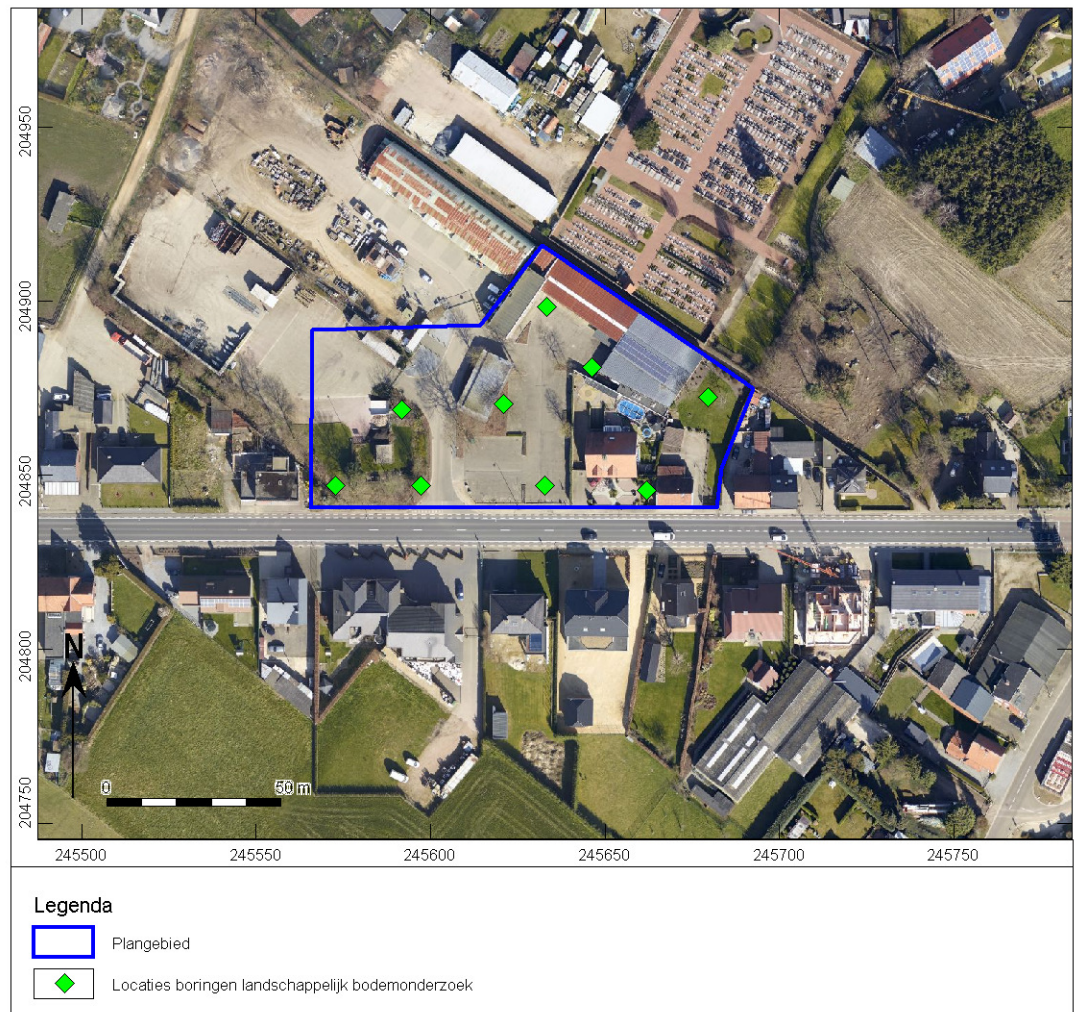 204950
204900
204850
204800
204750
N
0 50 m
245500 245550 245600 245650 245700 245750
Legenda
Plangebied
Locaties boringen landschappelijk bodemonderzoek